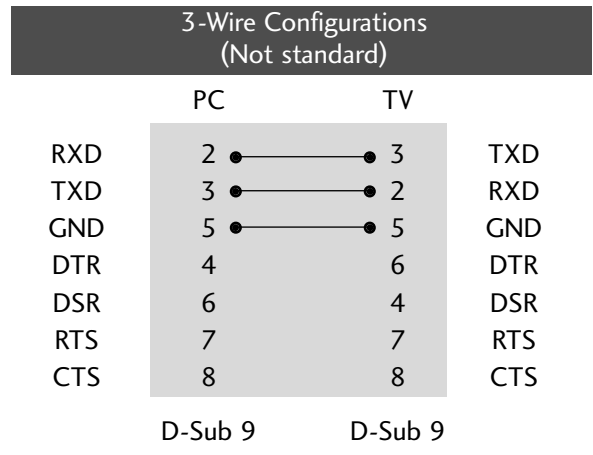 3-Wire Configurations
(Not standard)
PC TV
RXD 2 3 TXD
TXD 3 2 RXD
GND 5 5 GND
DTR 4 6 DTR
DSR 6 4 DSR
RTS 7 7 RTS
CTS 8 8 CTS
D-Sub 9 D-Sub 9